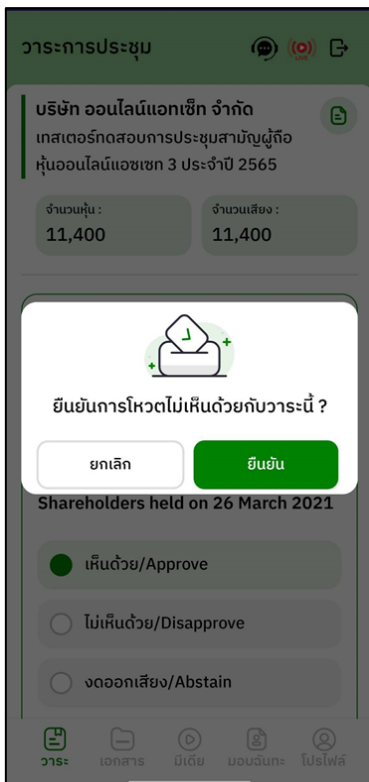 วาระการประชุม
LIVE
บริษัท ออนไลน์แอทเซ็ท จำกัด
เทสเตอร์ทดสอบการประชุมสามัญผู้ถือ
หุ้นออนไลน์แอซเซท 3 ประจำปี 2565
จำนวนหุ้น :
จำนวนเสียง :
11,400
11,400
ยืนยันการโหวตไม่เห็นด้วยกับวาระนี้ ?
ยกเลิก
ยืนยัน
Shareholders held on 26 March 2021
เห็นด้วย/Approve
ไม่เห็นด้วย/Disapprove
งดออกเสียง/Abstain
วาระ
เอกสาร
มีเดีย
มอบฉันทะ
โปรไฟล์